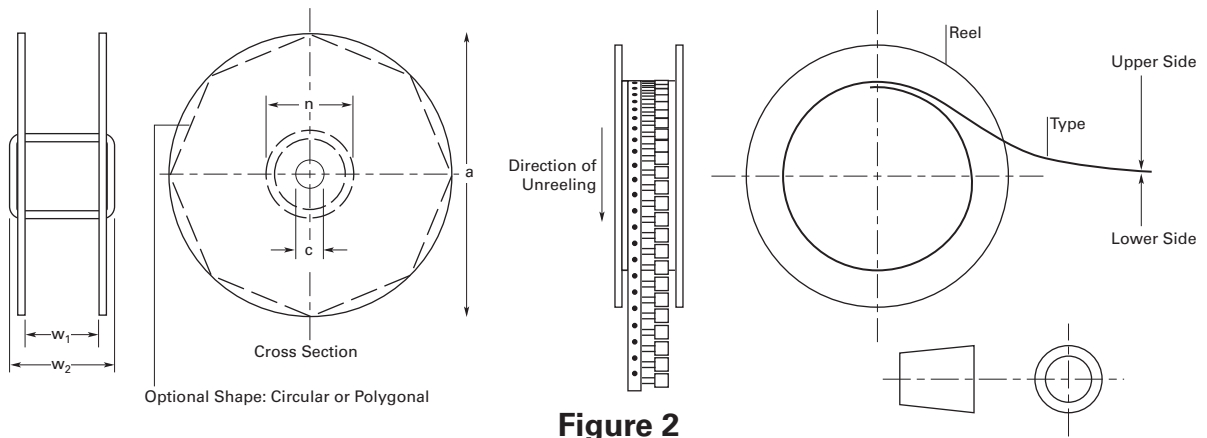 n
a
c
w₁
w₂
Cross Section
Optional Shape: Circular or Polygonal
Direction of
Unreeling
Reel
Upper Side
Type
Lower Side
Figure 2